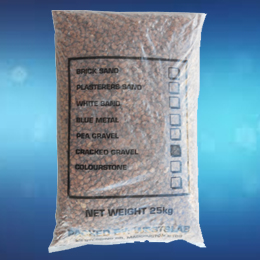 BRICK SAND
PLASTERERS SAND
WHITE SAND
BLUE METAL
PEA GRAVEL
CRACKED GRAVEL
COLOURSTONE
NET WEIGHT 25kg